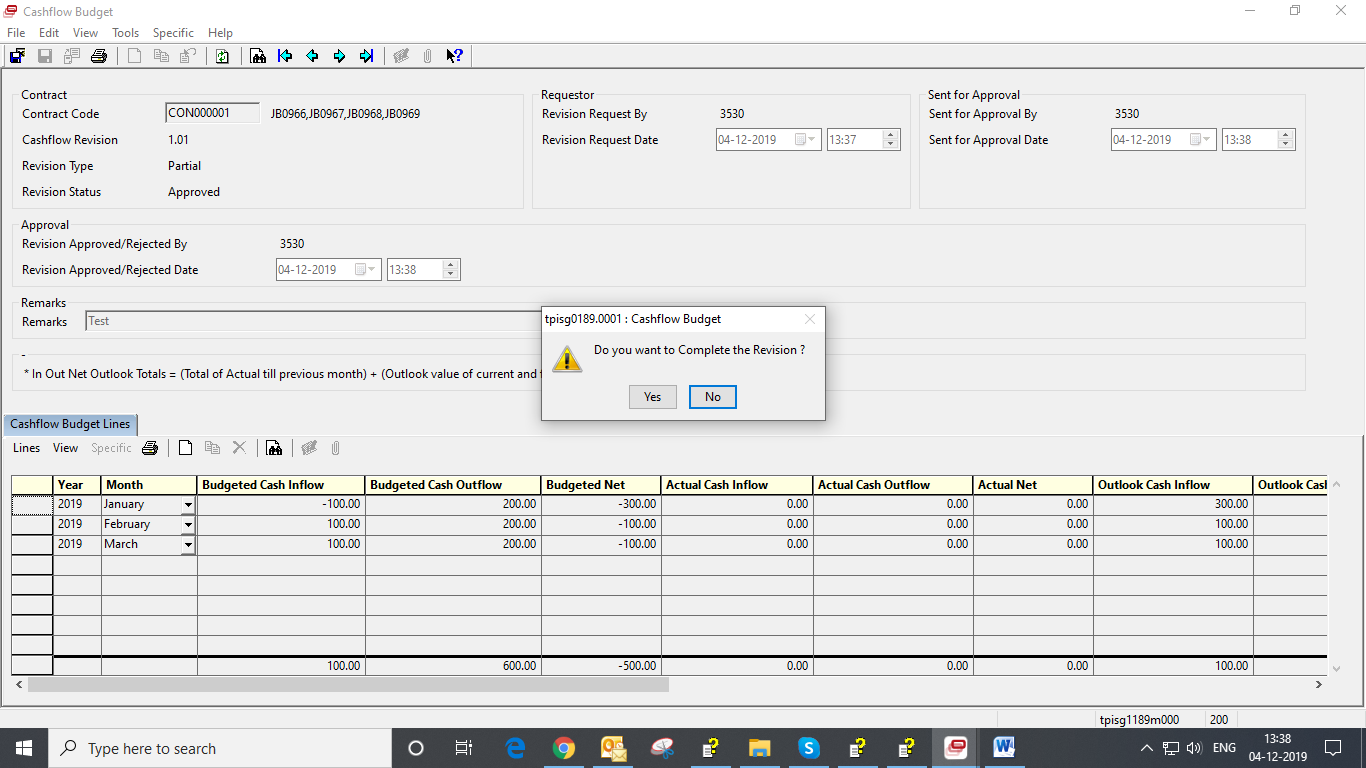 Cashflow Budget
File Edit View Tools Specific Help
Contract
Contract Code CON000001 JB0966,JB0967,JB0968,JB0969
Cashflow Revision 1.01
Revision Type Partial
Revision Status Approved
Requestor
Revision Request By 3530
Revision Request Date 04-12-2019 13:37
Sent for Approval
Sent for Approval By 3530
Sent for Approval Date 04-12-2019 13:38
Approval
Revision Approved/Rejected By 3530
Revision Approved/Rejected Date 04-12-2019 13:38
Remarks
Remarks Test
-
* In Out Net Outlook Totals = (Total of Actual till previous month) + (Outlook value of current and
tpisg0189.0001 : Cashflow Budget
Do you want to Complete the Revision ?
Yes No
Cashflow Budget Lines
Lines View Specific
Year Month Budgeted Cash Inflow Budgeted Cash Outflow Budgeted Net Actual Cash Inflow Actual Cash Outflow Actual Net Outlook Cash Inflow Outlook Cash
2019 January -100.00 200.00 -300.00 0.00 0.00 0.00 300.00
2019 February 100.00 200.00 -100.00 0.00 0.00 0.00 100.00
2019 March 100.00 200.00 -100.00 0.00 0.00 0.00 100.00
100.00 600.00 -500.00 0.00 0.00 0.00 100.00
tpisg1189m000 200
Type here to search
ENG
13:38
04-12-2019